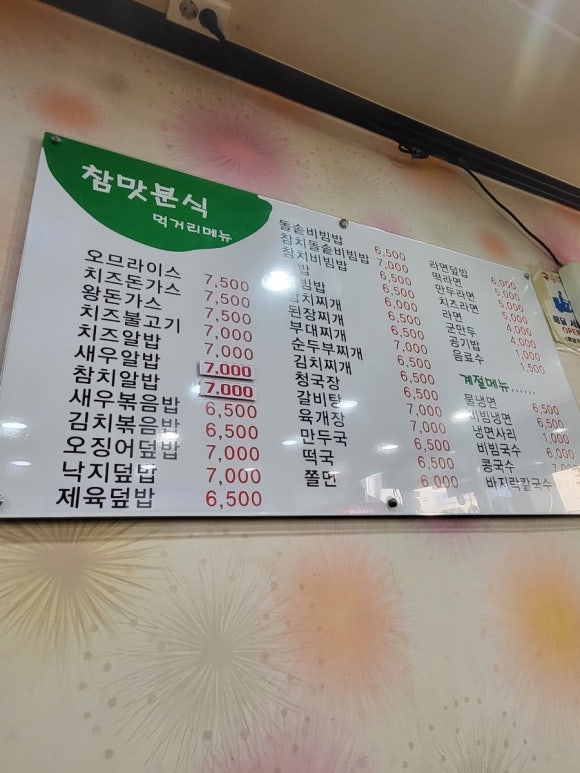 참맛분식
먹거리메뉴
오므라이스 7,500
치즈돈가스 7,500
왕돈가스 7,500
치즈불고기 7,000
치즈알밥 7,000
새우알밥 7.000
참치알밥 7.000
새우볶음밥 6,500
김치볶음밥 6,500
오징어덮밥 7,000
낙지덮밥 7,000
제육덮밥 6,500
돌솥비빔밥 6,500
참치돌솥비빔밥 7,000
참치비빔밥 6,500
밥 6,500
빔밥 6,000
찌개 6,500
된장찌개 6,500
부대찌개 7,000
순두부찌개 6,500
김치찌개 6,500
청국장 6,500
갈비탕 7,000
육개장 7,000
만두국 6,500
떡국 6,500
쫄면 6,000
라면덮밥 6,000
떡라면 5,000
만두라면 5,000
치즈라면 5,000
라면 4,000
군만두 4,000
공기밥 1,000
음료수 1,500
계절메뉴......
물냉면 6,500
비빔냉면 6,500
냉면사리 1,000
비빔국수 6,000
콩국수 7,000
바지락칼국수